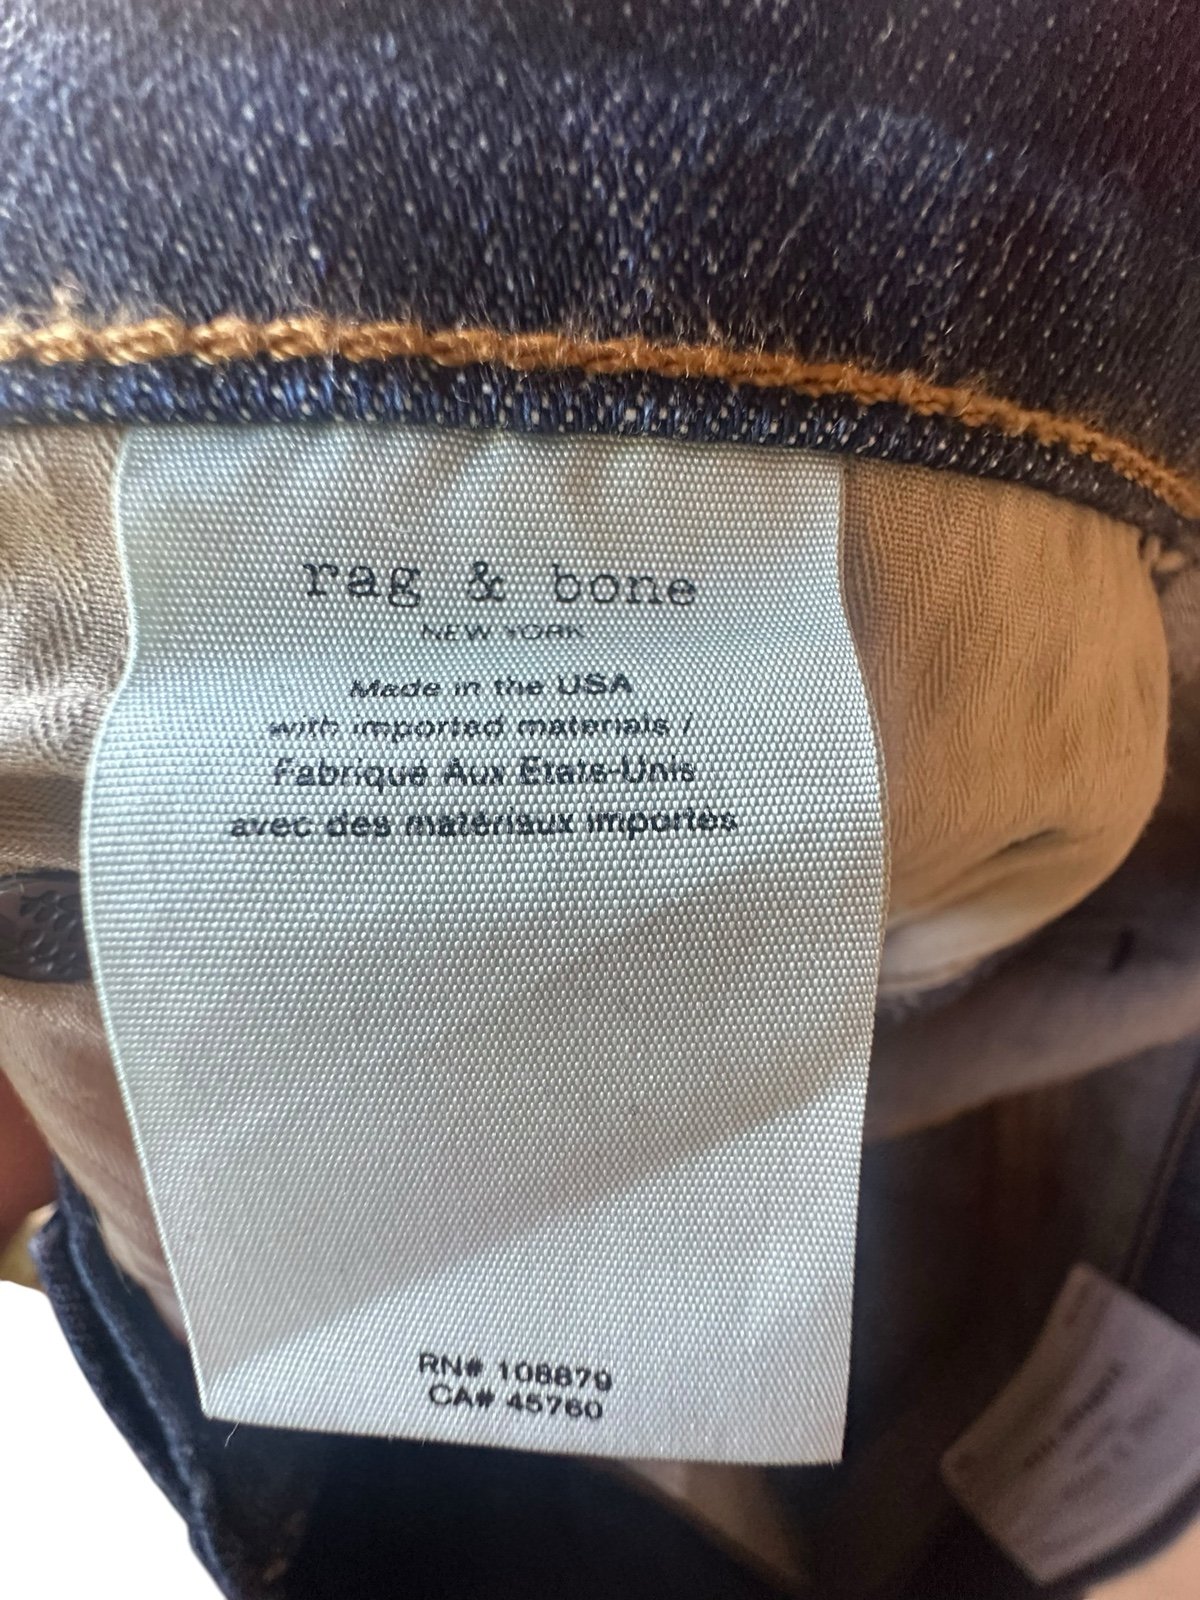 rag & bone
NEW YORK
Made in the USA
with imported materials /
Fabrique Aux Etats-Unis
avec des matériaux importés
RN# 108879
CA# 45760